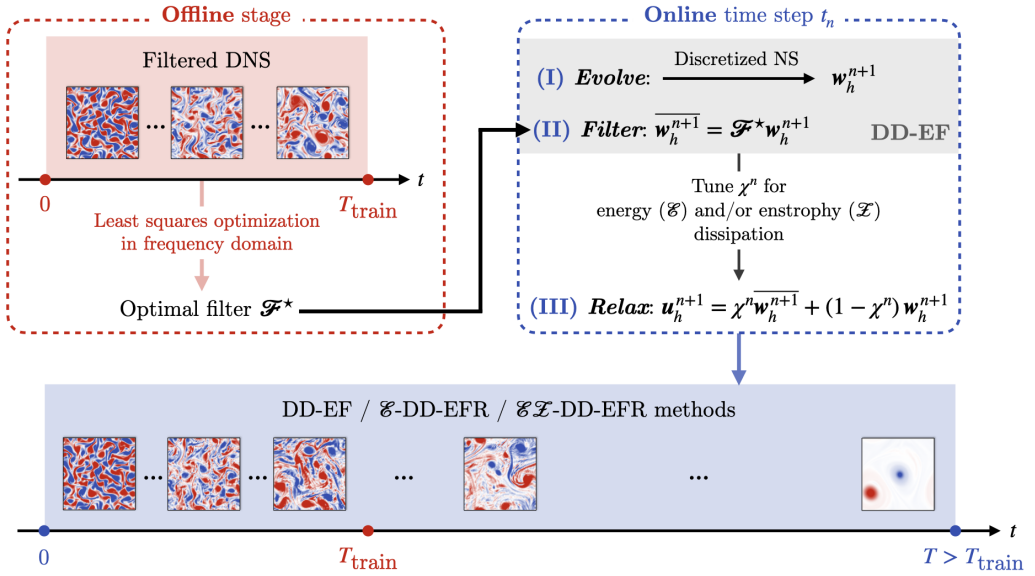 Offline stage
Filtered DNS
... ...
t
0
T_train
Least squares optimization
in frequency domain
Optimal filter 𝓕⋆
Online time step t_n
(I) Evolve: Discretized NS w_h^{n+1}
(II) Filter: \overline{w_h^{n+1}} = 𝓕⋆w_h^{n+1}
DD-EF
Tune χ^n for
energy (ℰ) and/or enstrophy (𝒵)
dissipation
(III) Relax: u_h^{n+1} = χ^n \overline{w_h^{n+1}} + (1 − χ^n) w_h^{n+1}
DD-EF / ℰ-DD-EFR / ℰ𝒵-DD-EFR methods
... ... ... ...
t
0
T_train
T > T_train